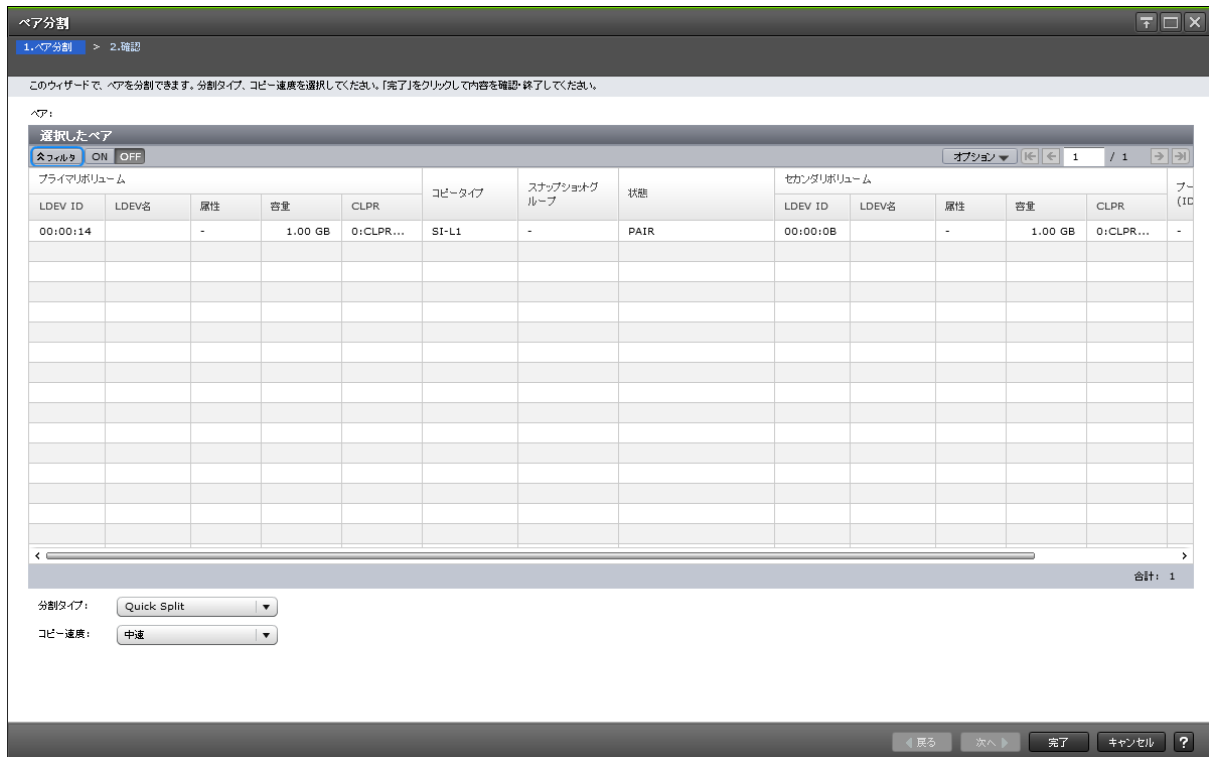 ペア分割
1.ペア分割 > 2.確認
このウィザードで、ペアを分割できます。分割タイプ、コピー速度を選択してください。「完了」をクリックして内容を確認・終了してください。
ペア:
選択したペア
フィルタ ON OFF オプション 1 / 1
プライマリボリューム コピータイプ スナップショットグループ 状態 セカンダリボリューム プー (ID
LDEV ID LDEV名 属性 容量 CLPR LDEV ID LDEV名 属性 容量 CLPR
00:00:14 - 1.00 GB 0:CLPR... SI-L1 - PAIR 00:00:0B - 1.00 GB 0:CLPR... -
合計: 1
分割タイプ: Quick Split
コピー速度: 中速
戻る 次へ 完了 キャンセル ?